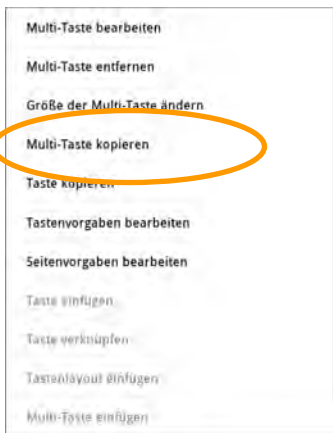 Multi-Taste bearbeiten
Multi-Taste entfernen
Größe der Multi-Taste ändern
Multi-Taste kopieren
Taste kopieren
Tastenvorgaben bearbeiten
Seitenvorgaben bearbeiten
Taste einfügen
Taste verknüpfen
Tastenlayout einfügen
Multi-Taste einfügen